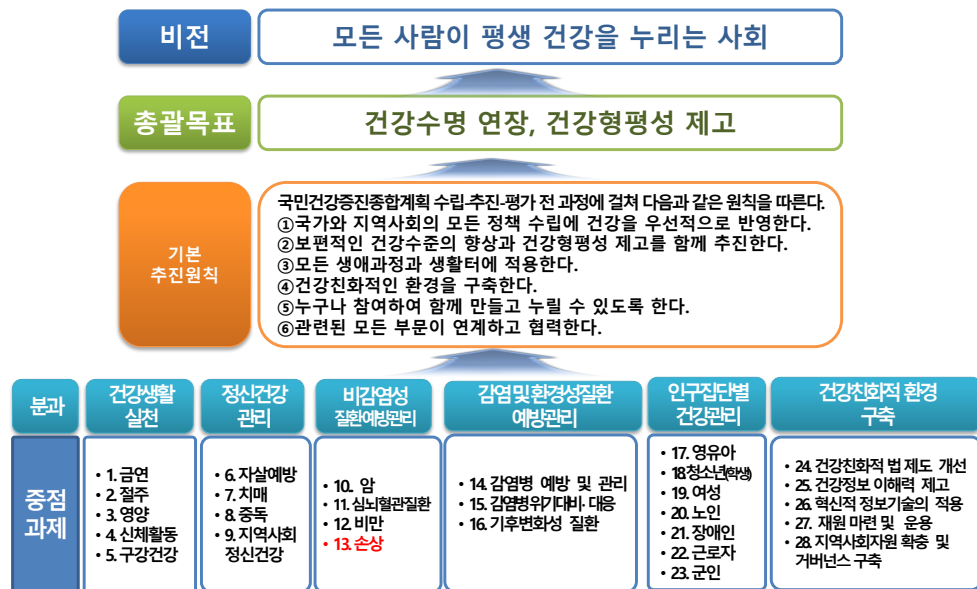 비전
모든 사람이 평생 건강을 누리는 사회
총괄목표
건강수명 연장, 건강형평성 제고
기본
추진원칙
국민건강증진종합계획 수립-추진-평가 전 과정에 걸쳐 다음과 같은 원칙을 따른다.
①국가와 지역사회의 모든 정책 수립에 건강을 우선적으로 반영한다.
②보편적인 건강수준의 향상과 건강형평성 제고를 함께 추진한다.
③모든 생애과정과 생활터에 적용한다.
④건강친화적인 환경을 구축한다.
⑤누구나 참여하여 함께 만들고 누릴 수 있도록 한다.
⑥관련된 모든 부문이 연계하고 협력한다.
분과
건강생활
실천
정신건강
관리
비감염성
질환예방관리
감염 및 환경성질환
예방관리
인구집단별
건강관리
건강친화적 환경
구축
중점
과제
• 1. 금연
• 2. 절주
• 3. 영양
• 4. 신체활동
• 5. 구강건강
• 6. 자살예방
• 7. 치매
• 8. 중독
• 9. 지역사회
정신건강
• 10. 암
• 11. 심뇌혈관질환
• 12. 비만
• 13. 손상
• 14. 감염병 예방 및 관리
• 15. 감염병위기대비·대응
• 16. 기후변화성 질환
• 17. 영유아
• 18.청소년(학생)
• 19. 여성
• 20. 노인
• 21. 장애인
• 22. 근로자
• 23. 군인
• 24. 건강친화적 법 제도 개선
• 25. 건강정보 이해력 제고
• 26. 혁신적 정보기술의 적용
• 27. 재원 마련 및 운용
• 28. 지역사회자원 확충 및
거버넌스 구축